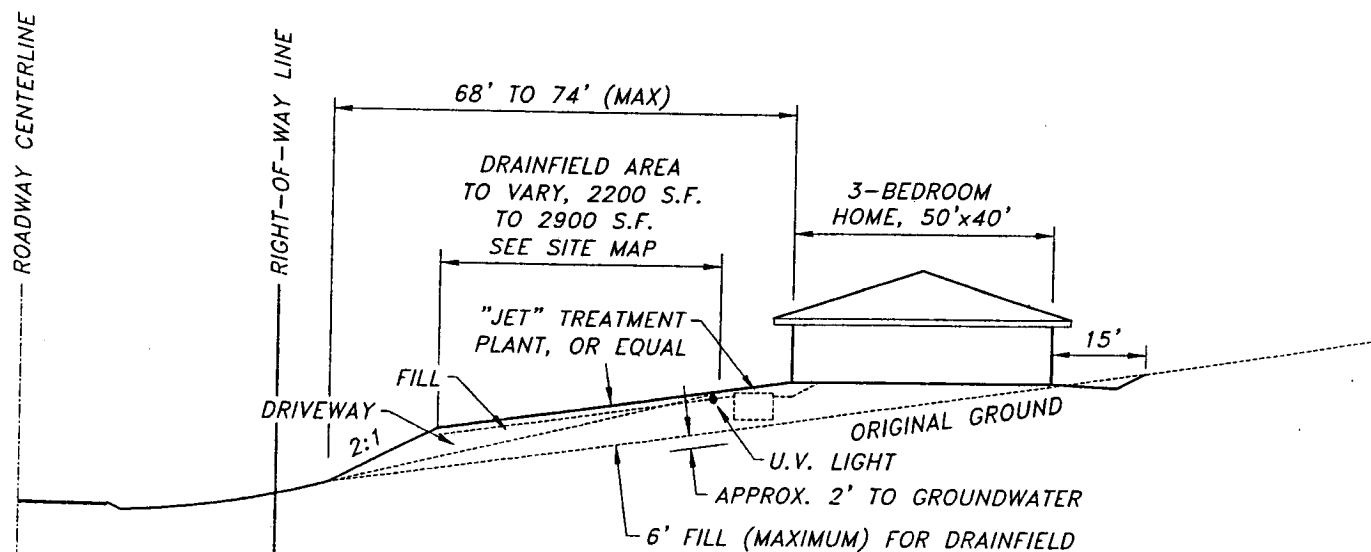 ROADWAY CENTERLINE
RIGHT-OF-WAY LINE
68' TO 74' (MAX)
DRAINFIELD AREA
TO VARY, 2200 S.F.
TO 2900 S.F.
SEE SITE MAP
3-BEDROOM
HOME, 50'x40'
"JET" TREATMENT
PLANT, OR EQUAL
15'
FILL
DRIVEWAY
2:1
ORIGINAL GROUND
U.V. LIGHT
APPROX. 2' TO GROUNDWATER
6' FILL (MAXIMUM) FOR DRAINFIELD